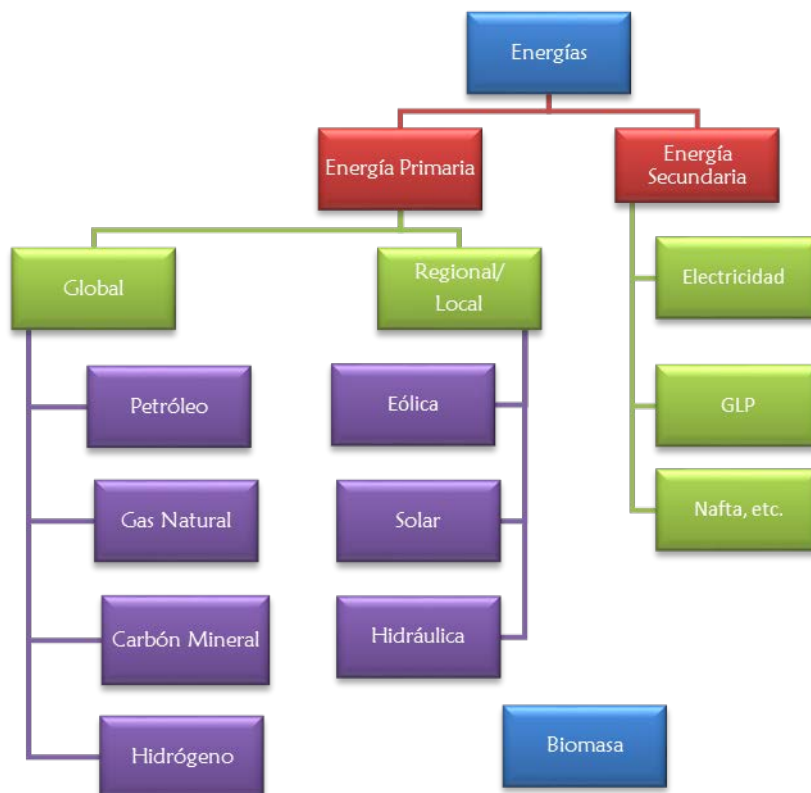 Energías
Energía Primaria
Energía
Secundaria
Global
Regional/
Local
Electricidad
Petróleo
Eólica
GLP
Gas Natural
Solar
Nafta, etc.
Carbón Mineral
Hidráulica
Hidrógeno
Biomasa